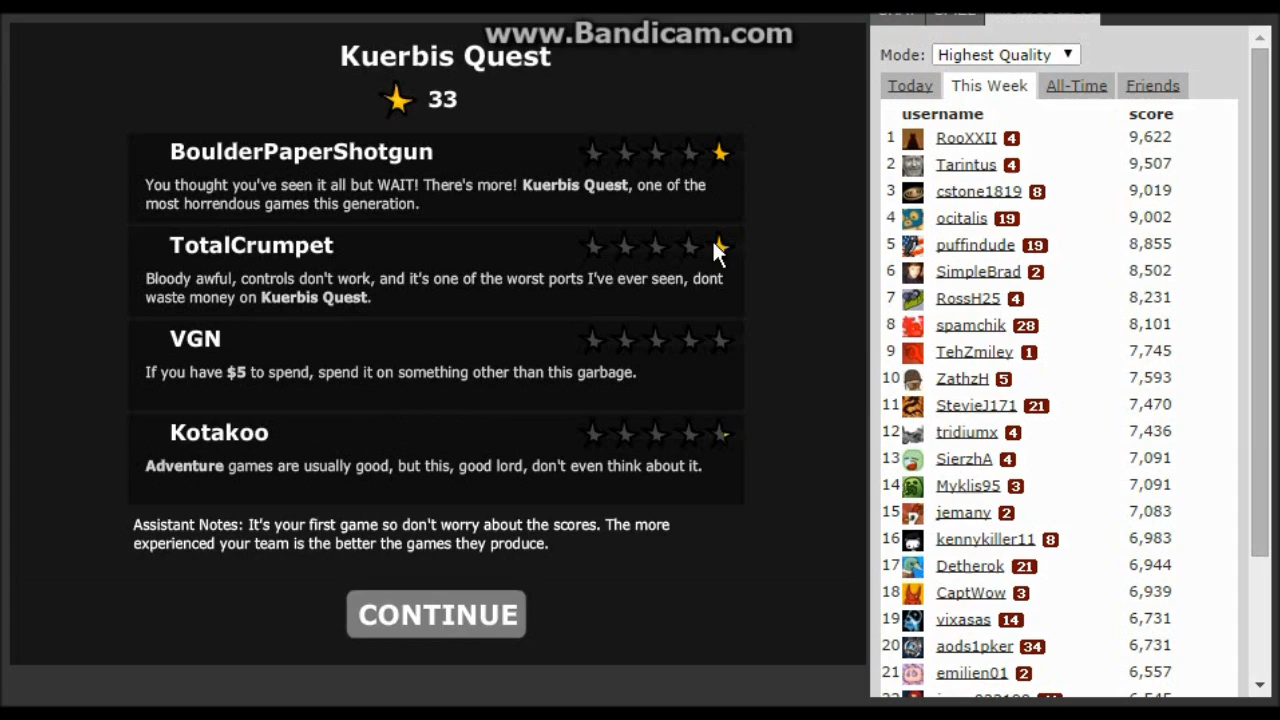 www.Bandicam.com
Kuerbis Quest
33
BoulderPaperShotgun
You thought you've seen it all but WAIT! There's more! Kuerbis Quest, one of the
most horrendous games this generation.
TotalCrumpet
Bloody awful, controls don't work, and it's one of the worst ports I've ever seen, dont
waste money on Kuerbis Quest.
VGN
If you have $5 to spend, spend it on something other than this garbage.
Kotakoo
Adventure games are usually good, but this, good lord, don't even think about it.
Assistant Notes: It's your first game so don't worry about the scores. The more
experienced your team is the better the games they produce.
CONTINUE
Mode: Highest Quality
Today This Week All-Time Friends
username score
1 RooXXII 4 9,622
2 Tarintus 4 9,507
3 cstone1819 8 9,019
4 ocitalis 19 9,002
5 puffindude 19 8,855
6 SimpleBrad 2 8,502
7 RossH25 4 8,231
8 spamchik 28 8,101
9 TehZmiley 1 7,745
10 ZathzH 5 7,593
11 StevieJ171 21 7,470
12 tridiumx 4 7,436
13 SierzhA 4 7,091
14 Myklis95 3 7,091
15 jemany 2 7,083
16 kennykiller11 8 6,983
17 Detherok 21 6,944
18 CaptWow 3 6,939
19 vixasas 14 6,731
20 aods1pker 34 6,731
21 emilien01 2 6,557